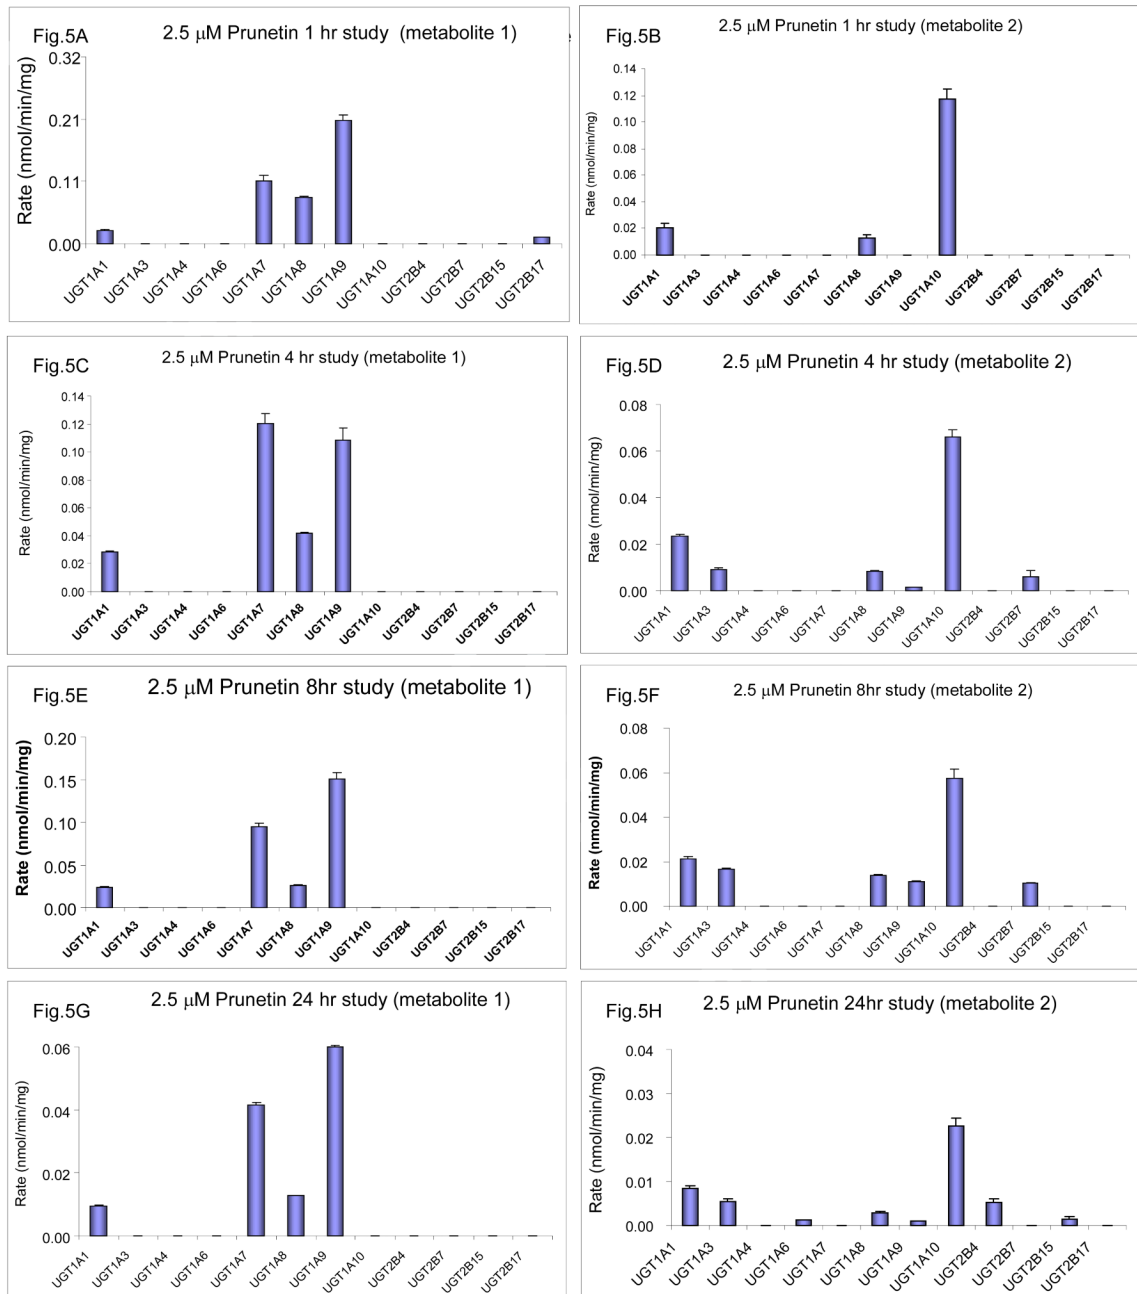 Fig.5A
2.5 μM Prunetin 1 hr study (metabolite 1)
e
Rate (nmol/min/mg)
0.32
0.21
0.11
0.00
UGT1A1
UGT1A3
UGT1A4
UGT1A6
UGT1A7
UGT1A8
UGT1A9
UGT1A10
UGT2B4
UGT2B7
UGT2B15
UGT2B17
Fig.5B
2.5 μM Prunetin 1 hr study (metabolite 2)
Rate (nmol/min/mg)
0.14
0.12
0.10
0.08
0.06
0.04
0.02
0.00
UGT1A1
UGT1A3
UGT1A4
UGT1A6
UGT1A7
UGT1A8
UGT1A9
UGT1A10
UGT2B4
UGT2B7
UGT2B15
UGT2B17
Fig.5C
2.5 μM Prunetin 4 hr study (metabolite 1)
Rate (nmol/min/mg)
0.14
0.12
0.10
0.08
0.06
0.04
0.02
0.00
UGT1A1
UGT1A3
UGT1A4
UGT1A6
UGT1A7
UGT1A8
UGT1A9
UGT1A10
UGT2B4
UGT2B7
UGT2B15
UGT2B17
Fig.5D
2.5 μM Prunetin 4 hr study (metabolite 2)
Rate (nmol/min/mg)
0.08
0.06
0.04
0.02
0.00
UGT1A1
UGT1A3
UGT1A4
UGT1A6
UGT1A7
UGT1A8
UGT1A9
UGT1A10
UGT2B4
UGT2B7
UGT2B15
UGT2B17
Fig.5E
2.5 μM Prunetin 8hr study (metabolite 1)
Rate (nmol/min/mg)
0.20
0.15
0.10
0.05
0.00
UGT1A1
UGT1A3
UGT1A4
UGT1A6
UGT1A7
UGT1A8
UGT1A9
UGT1A10
UGT2B4
UGT2B7
UGT2B15
UGT2B17
Fig.5F
2.5 μM Prunetin 8hr study (metabolite 2)
Rate (nmol/min/mg)
0.08
0.06
0.04
0.02
0.00
UGT1A1
UGT1A3
UGT1A4
UGT1A6
UGT1A7
UGT1A8
UGT1A9
UGT1A10
UGT2B4
UGT2B7
UGT2B15
UGT2B17
Fig.5G
2.5 μM Prunetin 24 hr study (metabolite 1)
Rate (nmol/min/mg)
0.06
0.04
0.02
0.00
UGT1A1
UGT1A3
UGT1A4
UGT1A6
UGT1A7
UGT1A8
UGT1A9
UGT1A10
UGT2B4
UGT2B7
UGT2B15
UGT2B17
Fig.5H
2.5 μM Prunetin 24hr study (metabolite 2)
Rate (nmol/min/mg)
0.04
0.03
0.02
0.01
0.00
UGT1A1
UGT1A3
UGT1A4
UGT1A6
UGT1A7
UGT1A8
UGT1A9
UGT1A10
UGT2B4
UGT2B7
UGT2B15
UGT2B17